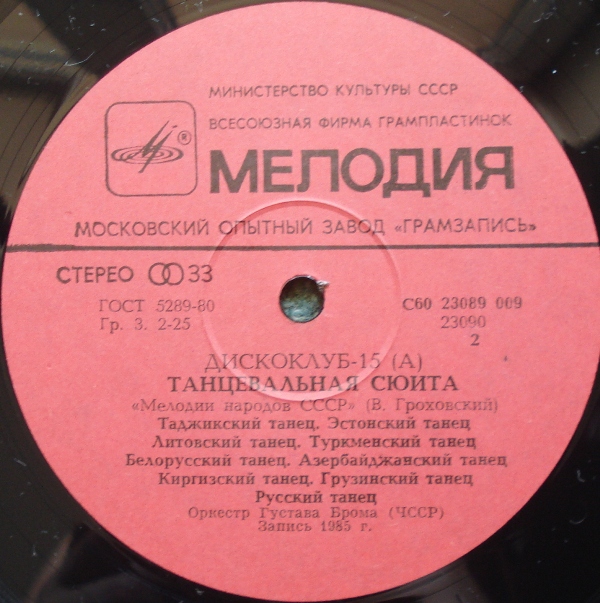 МИНИСТЕРСТВО КУЛЬТУРЫ СССР
ВСЕСОЮЗНАЯ ФИРМА ГРАМПЛАСТИНОК
®
МЕЛОДИЯ
МОСКОВСКИЙ ОПЫТНЫЙ ЗАВОД «ГРАМЗАПИСЬ»
СТЕРЕО 33
ГОСТ 5289-80
С60 23089 009
Гр. 3. 2-25
23090
2
ДИСКОКЛУБ-15 (А)
ТАНЦЕВАЛЬНАЯ СЮИТА
«Мелодии народов СССР» (В. Гроховский)
Таджикский танец. Эстонский танец
Литовский танец. Туркменский танец
Белорусский танец. Азербайджанский танец
Киргизский танец. Грузинский танец
Русский танец
Оркестр Густава Брома (ЧССР)
Запись 1985 г.